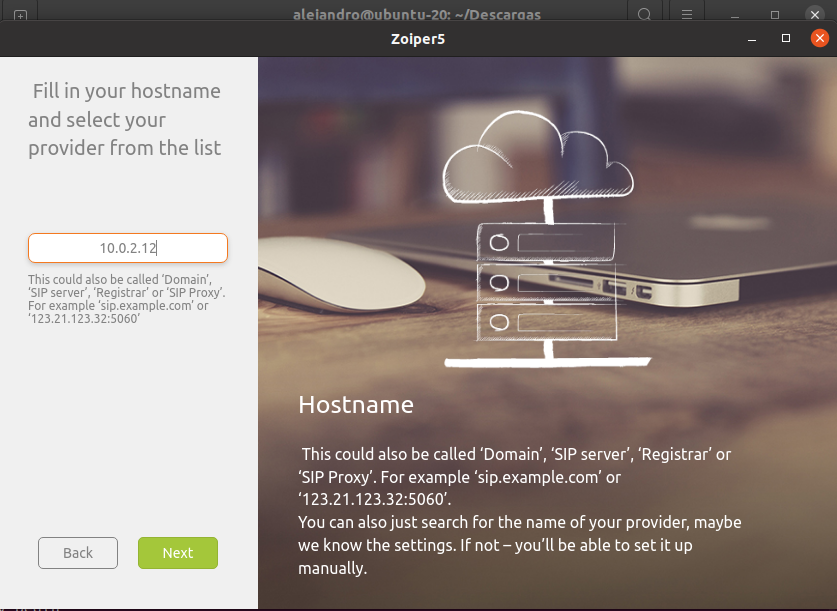 alejandro@ubuntu-20: ~/Descargas
Zoiper5
Fill in your hostname
and select your
provider from the list
10.0.2.12
This could also be called ‘Domain’,
‘SIP server’, ‘Registrar’ or ‘SIP Proxy’.
For example ‘sip.example.com’ or
‘123.21.123.32:5060’
Back
Next
Hostname
This could also be called ‘Domain’, ‘SIP server’, ‘Registrar’ or
‘SIP Proxy’. For example ‘sip.example.com’ or
‘123.21.123.32:5060’.
You can also just search for the name of your provider, maybe
we know the settings. If not – you’ll be able to set it up
manually.